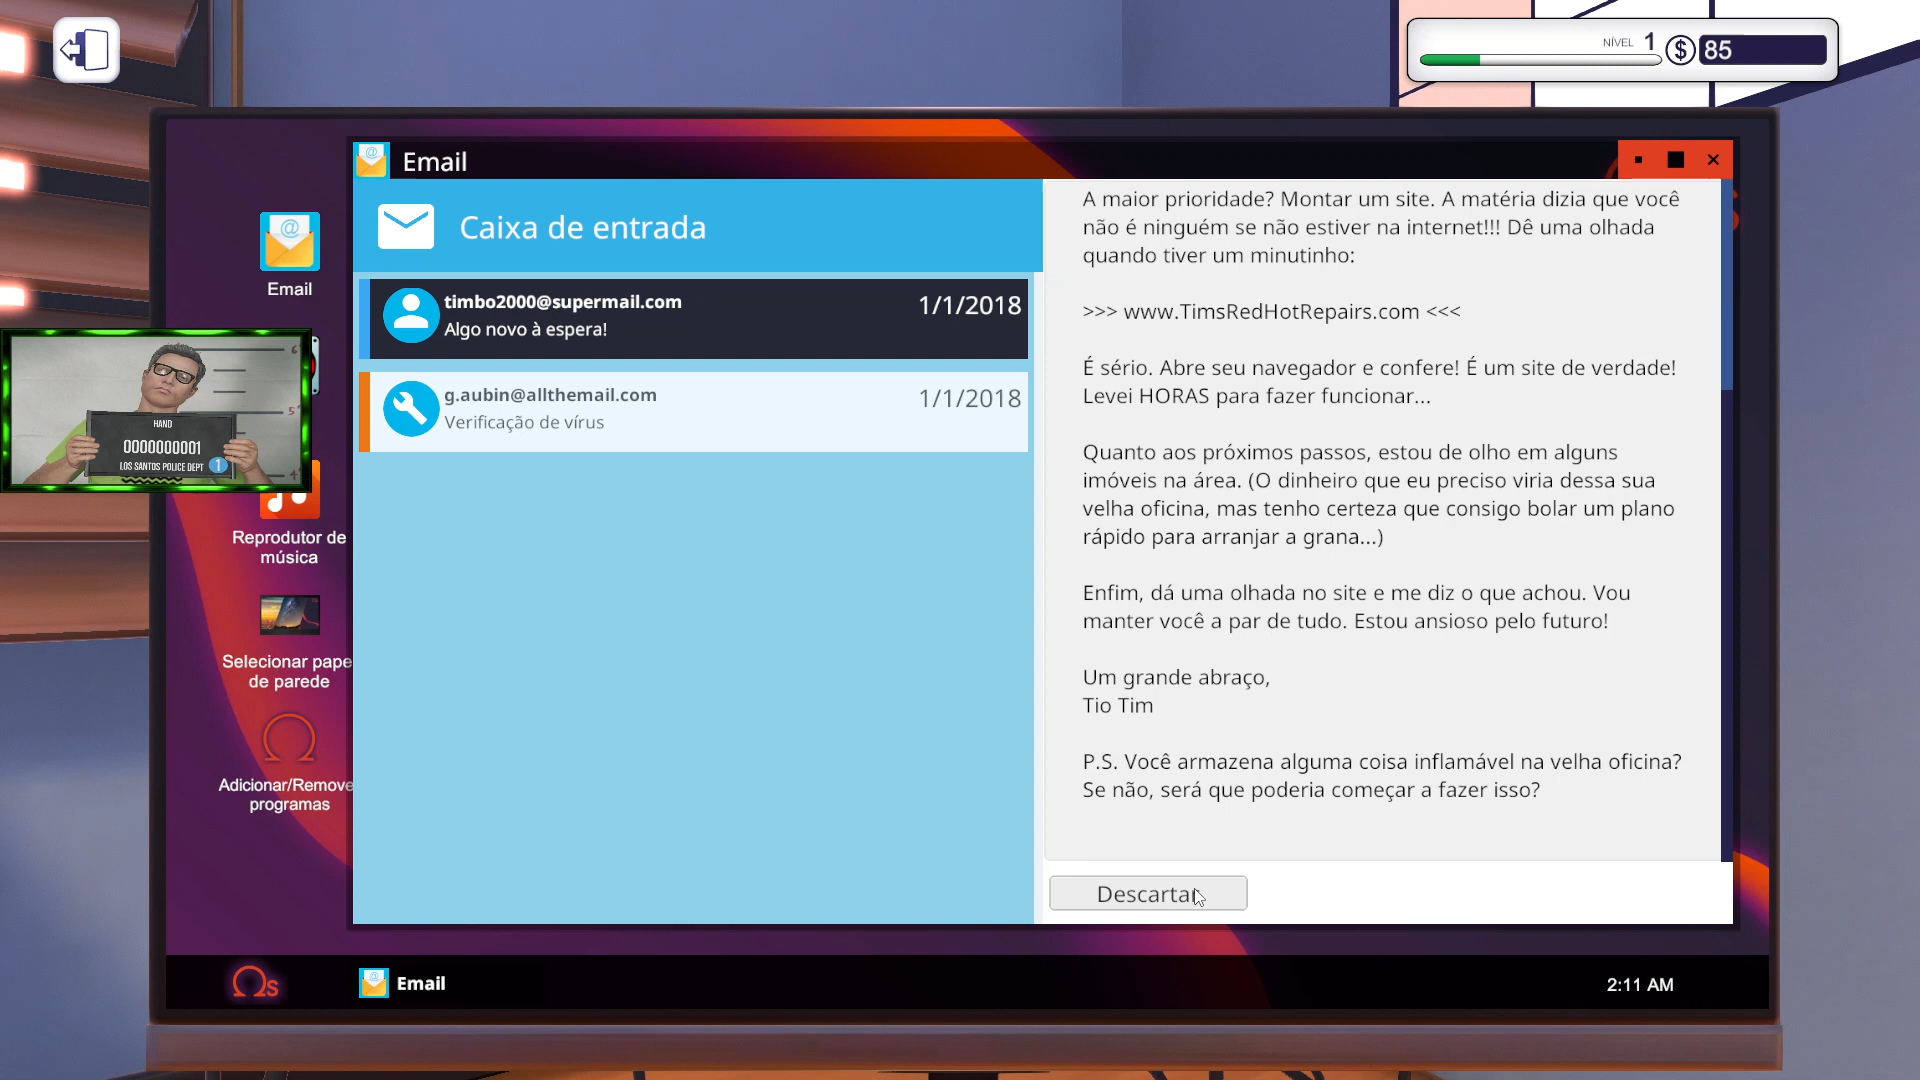 NÍVEL 1
85
Email
Caixa de entrada
timbo2000@supermail.com
1/1/2018
Algo novo à espera!
g.aubin@allthemail.com
1/1/2018
Verificação de vírus
A maior prioridade? Montar um site. A matéria dizia que você
não é ninguém se não estiver na internet!!! Dê uma olhada
quando tiver um minutinho:
>>> www.TimsRedHotRepairs.com <<<
É sério. Abre seu navegador e confere! É um site de verdade!
Levei HORAS para fazer funcionar...
Quanto aos próximos passos, estou de olho em alguns
imóveis na área. (O dinheiro que eu preciso viria dessa sua
velha oficina, mas tenho certeza que consigo bolar um plano
rápido para arranjar a grana...)
Enfim, dá uma olhada no site e me diz o que achou. Vou
manter você a par de tudo. Estou ansioso pelo futuro!
Um grande abraço,
Tio Tim
P.S. Você armazena alguma coisa inflamável na velha oficina?
Se não, será que poderia começar a fazer isso?
Descartar
Email
HAND
0000000001
LOS SANTOS POLICE DEPT
1
Reprodutor de
música
Selecionar pape
de parede
Adicionar/Remove
programas
Email
2:11 AM